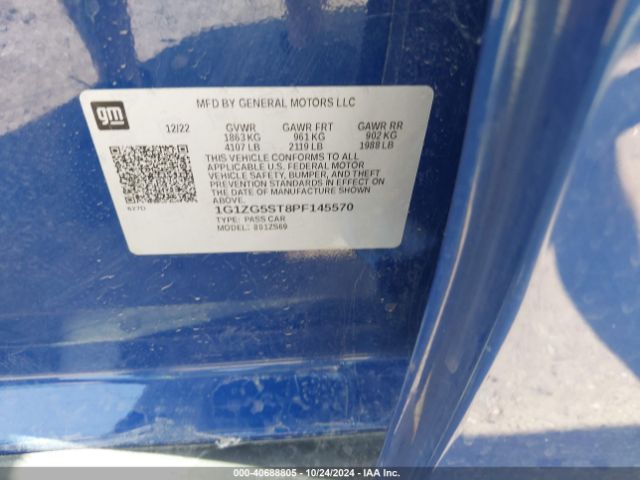 MFD BY GENERAL MOTORS LLC
gm
12/22 GVWR GAWR FRT GAWR RR
1863 KG 961 KG 902 KG
4107 LB 2119 LB 1988 LB
THIS VEHICLE CONFORMS TO ALL
APPLICABLE U.S. FEDERAL MOTOR
VEHICLE SAFETY, BUMPER, AND THEFT
PREVENTION STANDARDS IN EFFECT ON
THE DATE OF MANUFACTURE SHOWN
ABOVE.
1G1ZG5ST8PF145570
627D
TYPE: PASS CAR
MODEL: 8S1ZS69
000-40688805 - 10/24/2024 - IAA Inc.